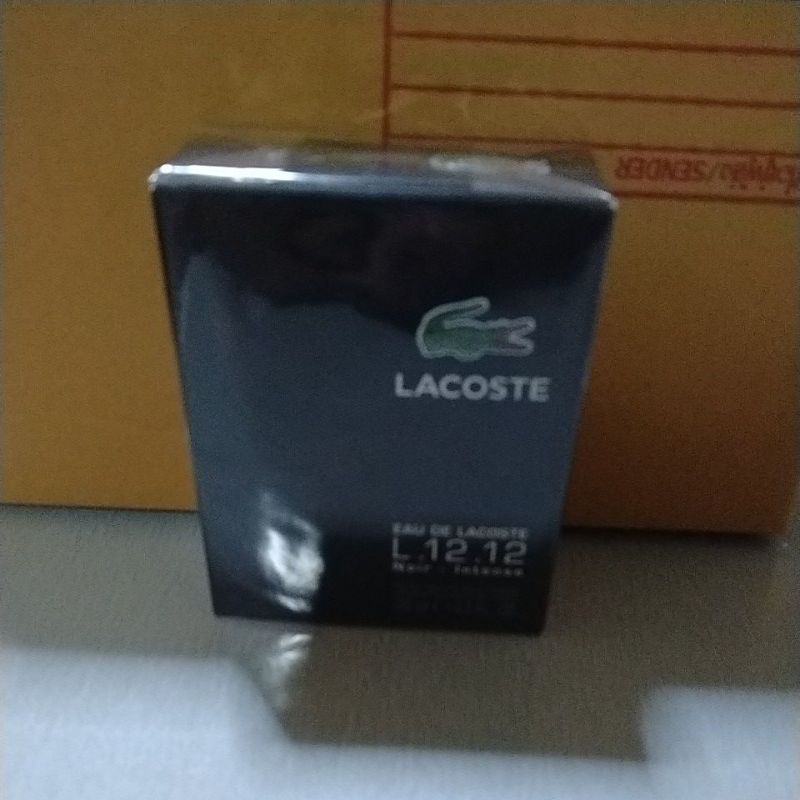 LACOSTE
EAU DE LACOSTE
L.12.12
Noir - Intense
/SENDER